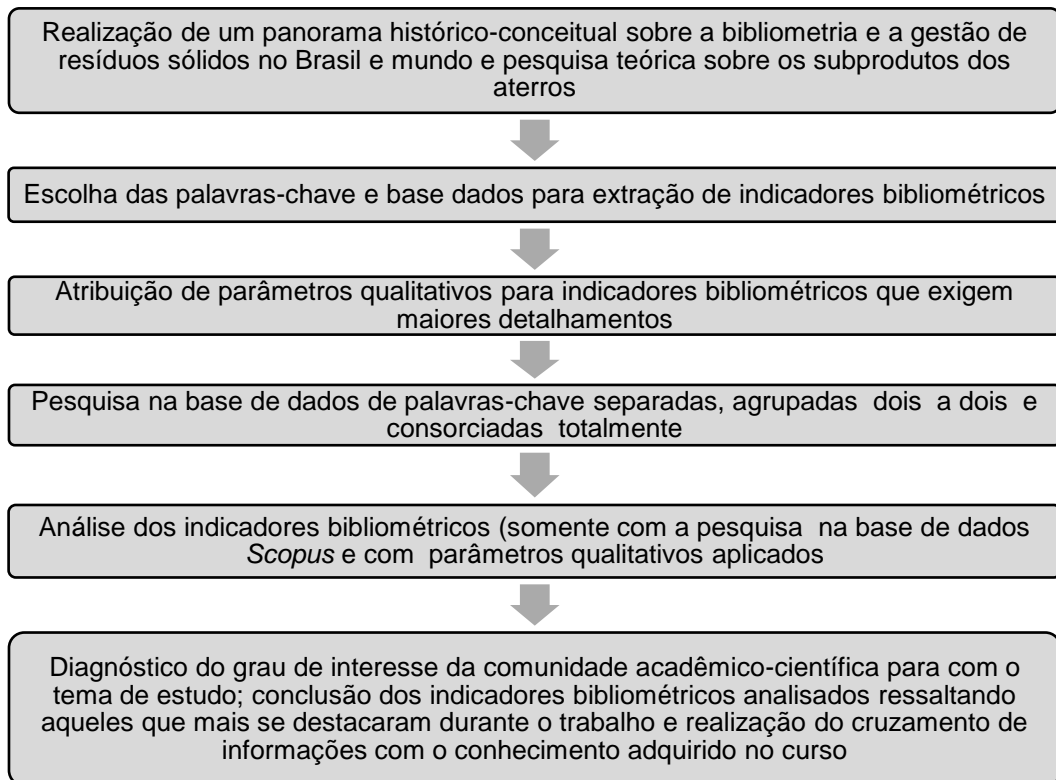 Realização de um panorama histórico-conceitual sobre a bibliometria e a gestão de
resíduos sólidos no Brasil e mundo e pesquisa teórica sobre os subprodutos dos
aterros
Escolha das palavras-chave e base dados para extração de indicadores bibliométricos
Atribuição de parâmetros qualitativos para indicadores bibliométricos que exigem
maiores detalhamentos
Pesquisa na base de dados de palavras-chave separadas, agrupadas dois a dois e
consorciadas totalmente
Análise dos indicadores bibliométricos (somente com a pesquisa na base de dados
Scopus e com parâmetros qualitativos aplicados
Diagnóstico do grau de interesse da comunidade acadêmico-científica para com o
tema de estudo; conclusão dos indicadores bibliométricos analisados ressaltando
aqueles que mais se destacaram durante o trabalho e realização do cruzamento de
informações com o conhecimento adquirido no curso